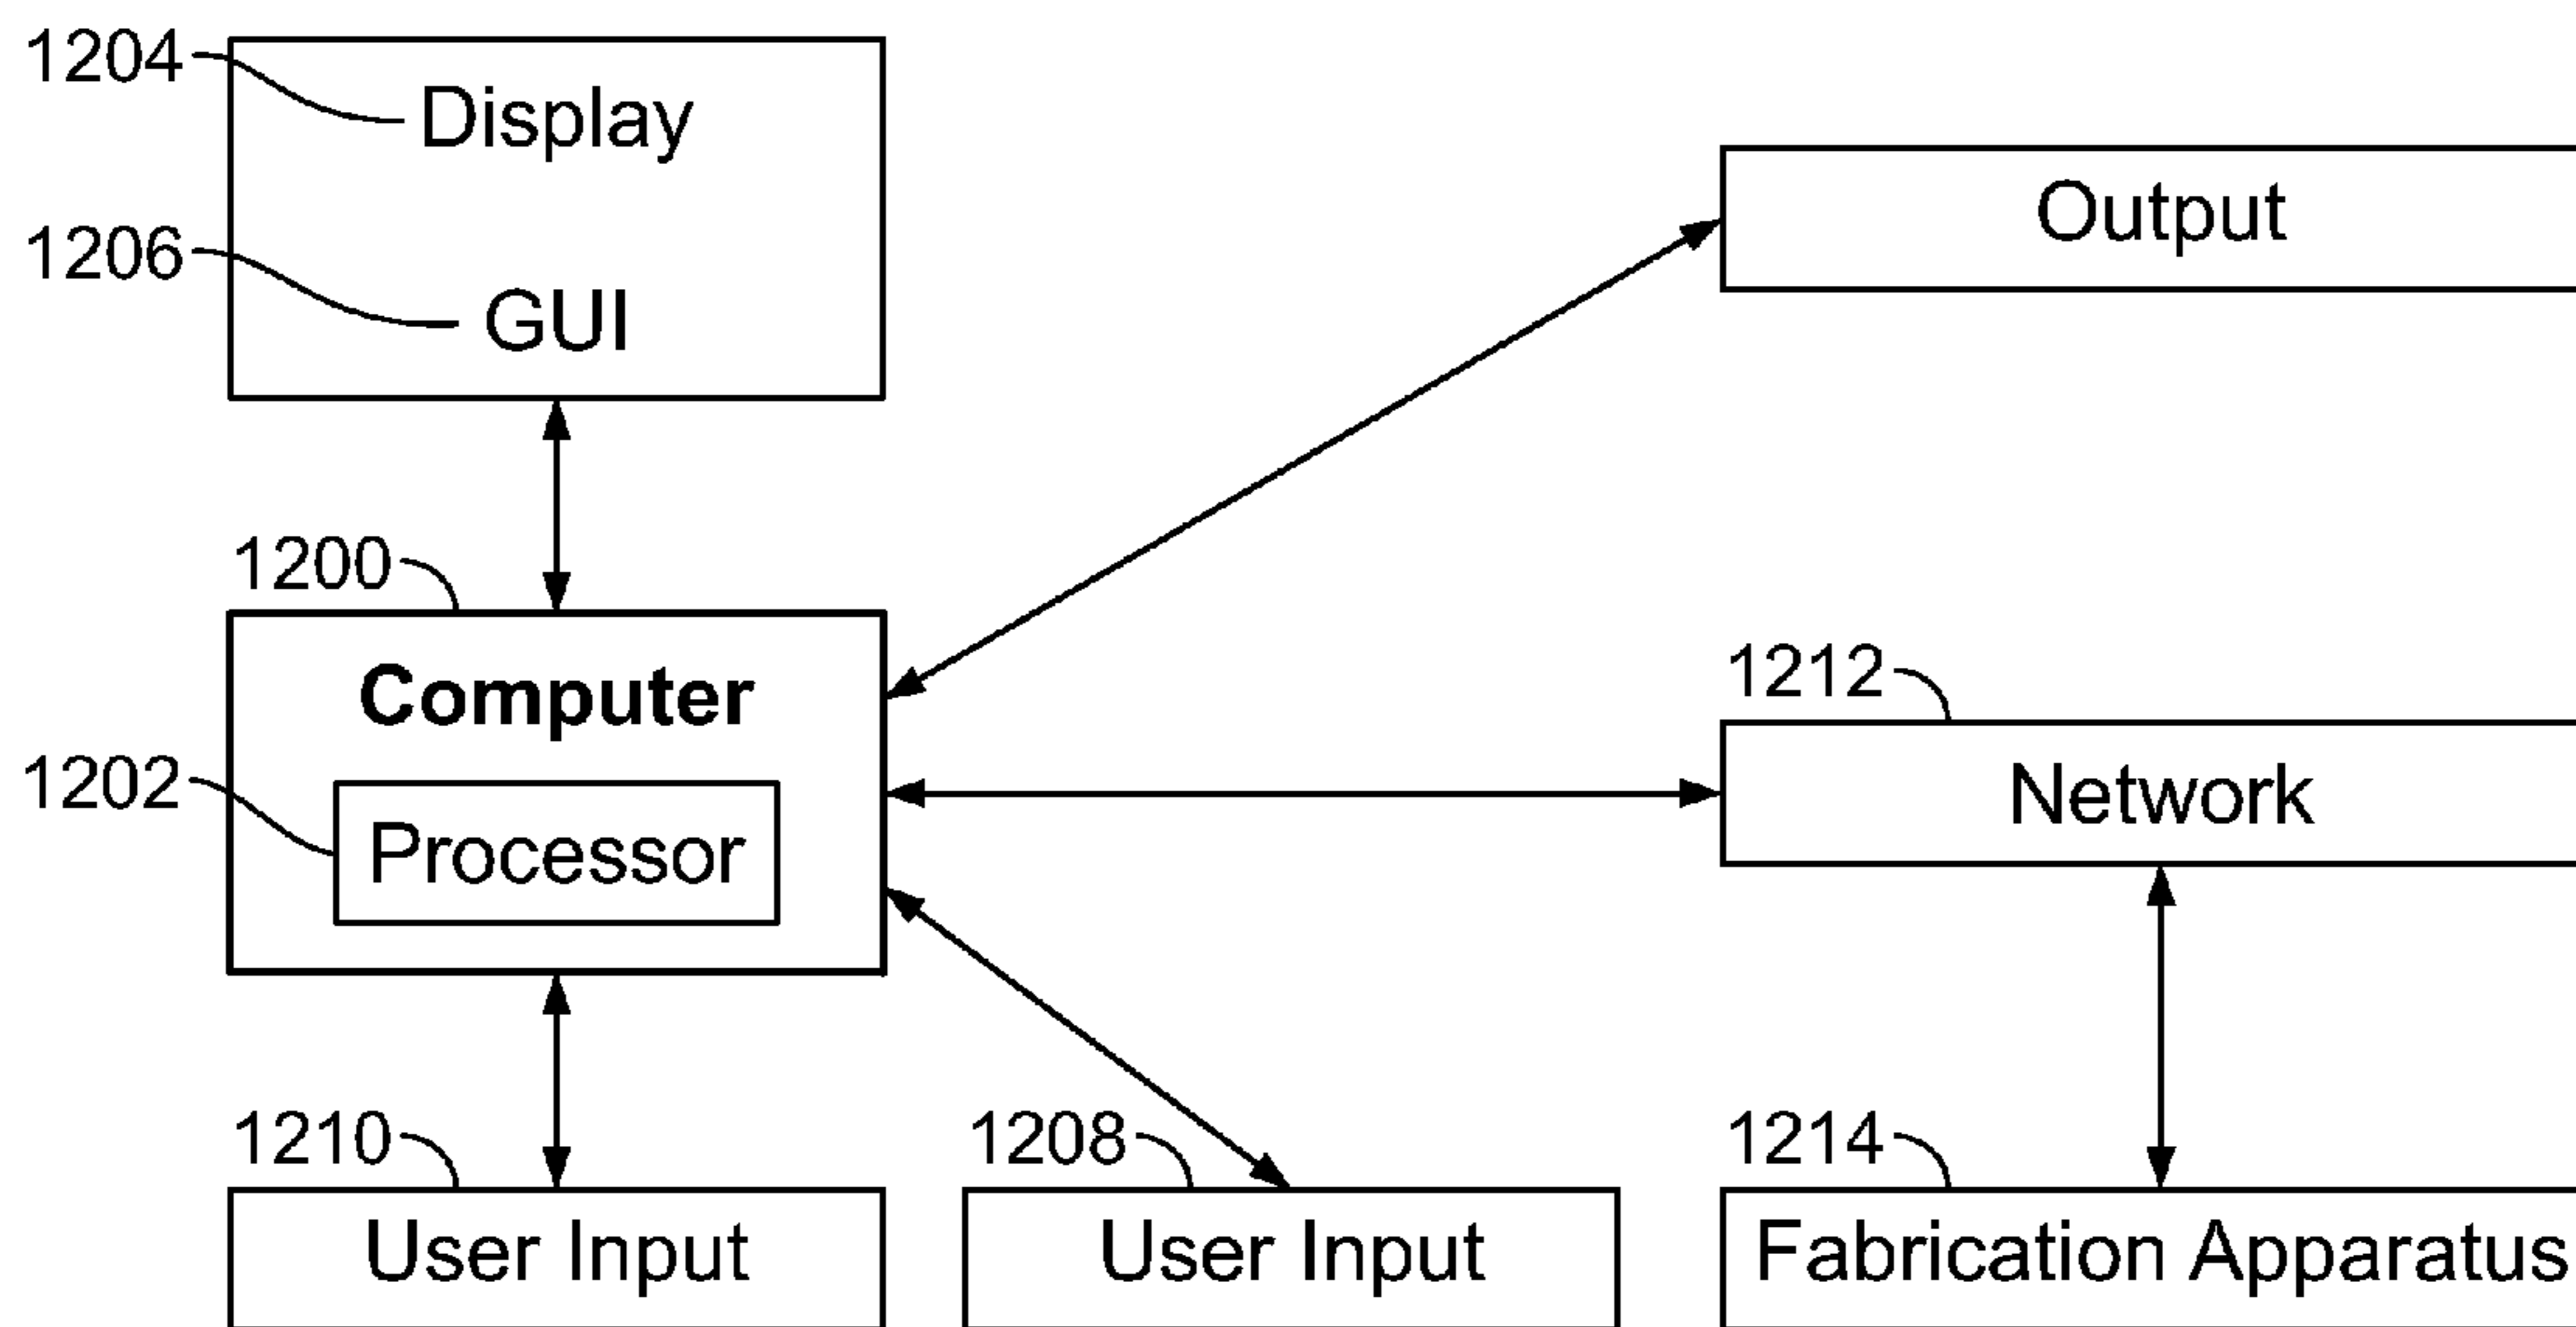 1204
Display
1206
GUI
Output
1200
Computer
1202
Processor
1212
Network
1210
User Input
1208
User Input
1214
Fabrication Apparatus